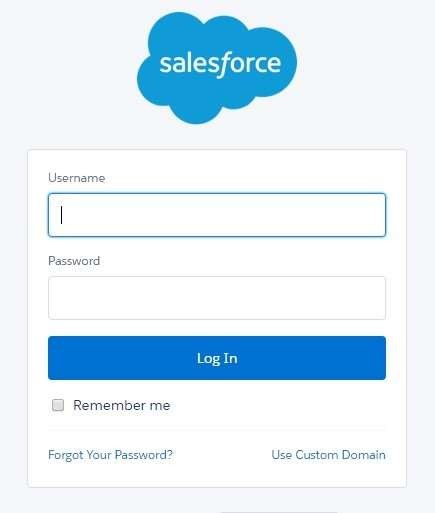 salesforce
Username
Password
Log In
Remember me
Forgot Your Password? Use Custom Domain